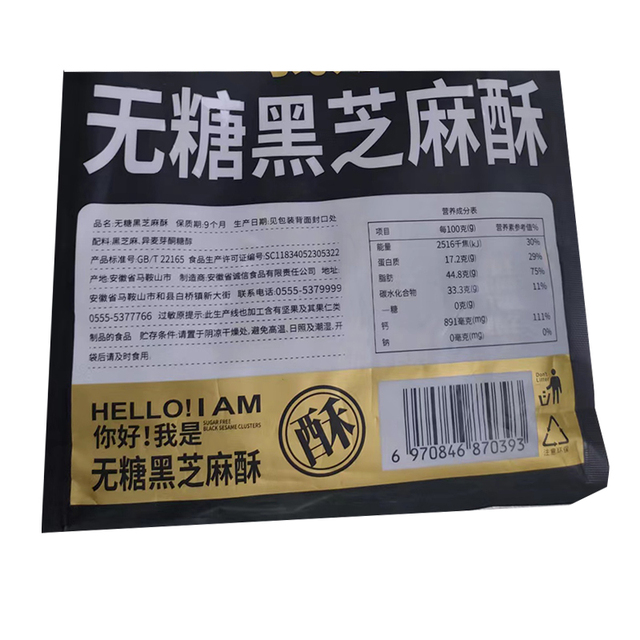 无糖黑芝麻酥
品名:无糖黑芝麻酥 保质期:9个月 生产日期:见包装背面封口处
配料:黑芝麻,异麦芽酮糖醇
产品标准号:GB/T 22165 食品生产许可证编号:SC11834052305322
产地:安徽省马鞍山市 制造商:安徽省诚信食品有限责任公司 地址:
安徽省马鞍山市和县白桥镇新大街 联系电话:0555-5379999
0555-5377766 过敏原提示:此生产线也加工含有坚果及其果仁类
制品的食品 贮存条件:请置于阴凉干燥处,避免高温,日照及潮湿,开
袋后请及时食用.
营养成分表
项目 每100克(g) 营养素参考值%
能量 2516千焦(kJ) 30%
蛋白质 17.2克(g) 29%
脂肪 44.8克(g) 75%
碳水化合物 33.3克(g) 11%
—糖 0克(g)
钙 891毫克(mg) 111%
钠 0毫克(mg) 0%
HELLO!I AM
你好!我是
SUGAR FREE
BLACK SESAME CLUSTERS
无糖黑芝麻酥
酥
6 970846 870393
Don't
Litter
注意环保